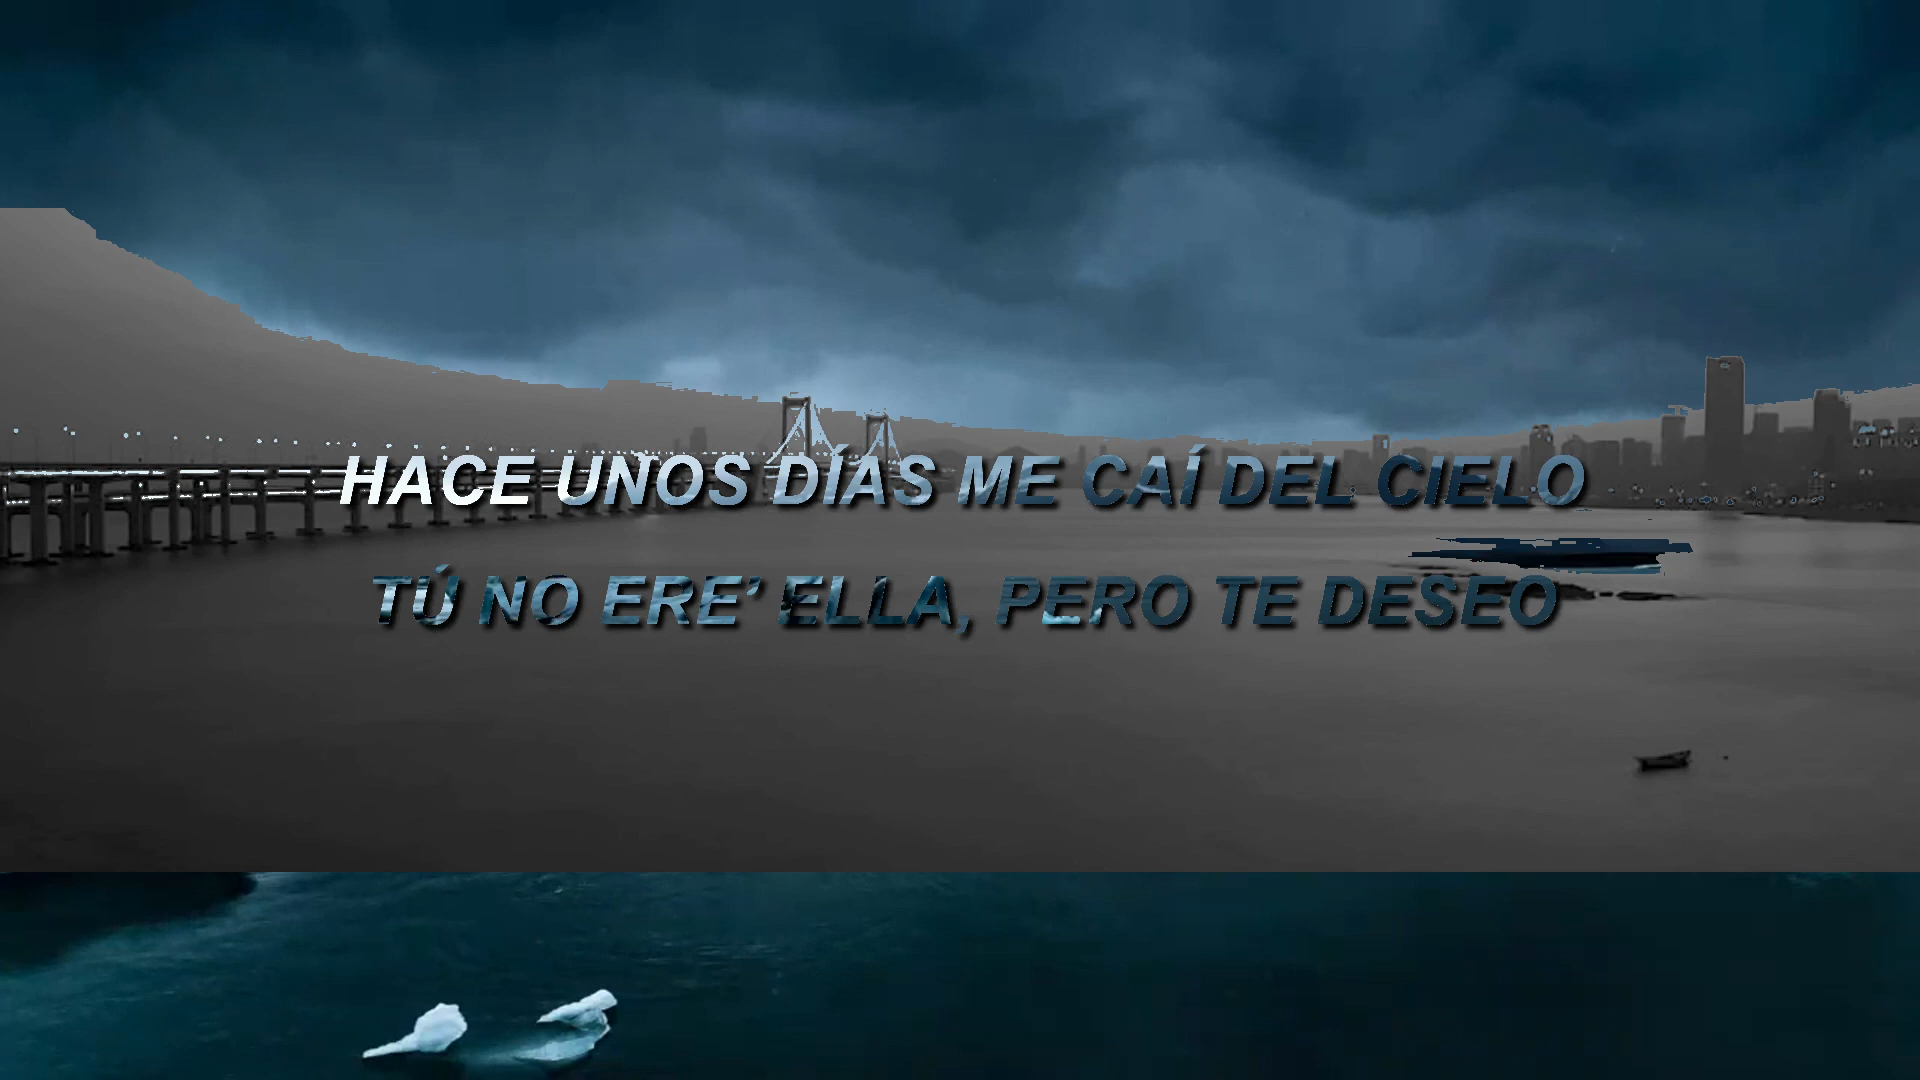 HACE UNOS DÍAS ME CAÍ DEL CIELO
TÚ NO ERE’ ELLA, PERO TE DESEO